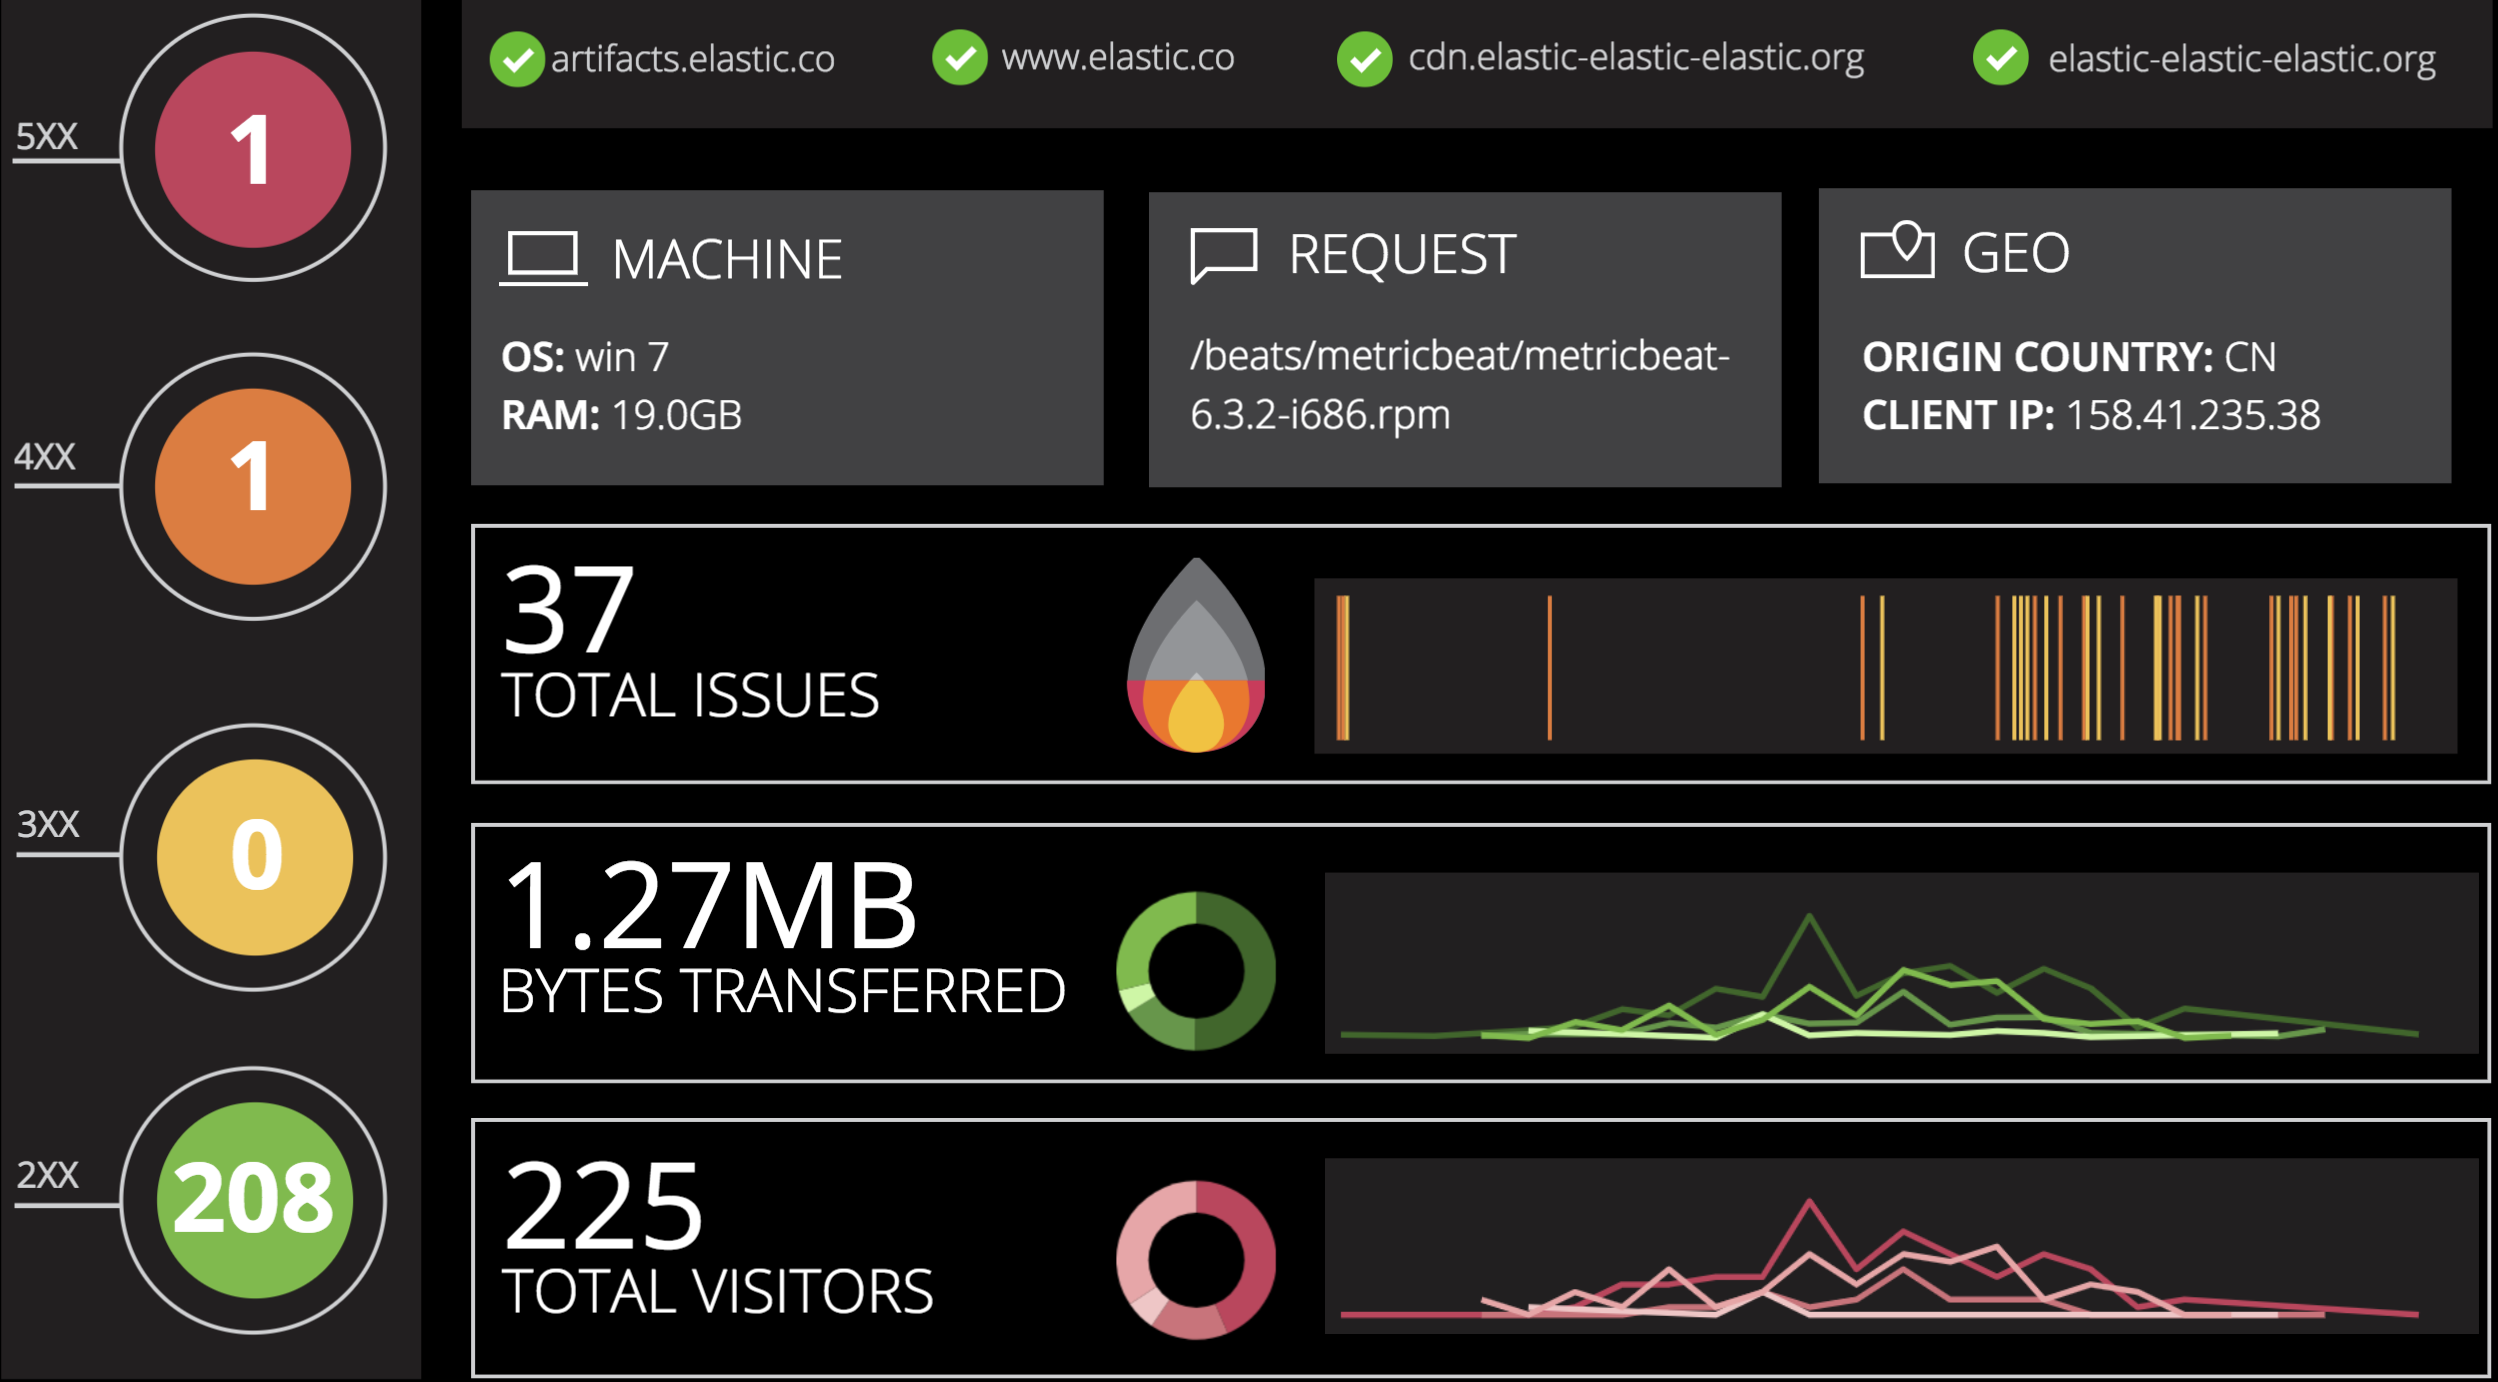 5XX
1
4XX
1
3XX
0
2XX
208
artifacts.elastic.co
www.elastic.co
cdn.elastic-elastic-elastic.org
elastic-elastic-elastic.org
MACHINE
OS: win 7
RAM: 19.0GB
REQUEST
/beats/metricbeat/metricbeat-
6.3.2-i686.rpm
GEO
ORIGIN COUNTRY: CN
CLIENT IP: 158.41.235.38
37
TOTAL ISSUES
1.27MB
BYTES TRANSFERRED
225
TOTAL VISITORS